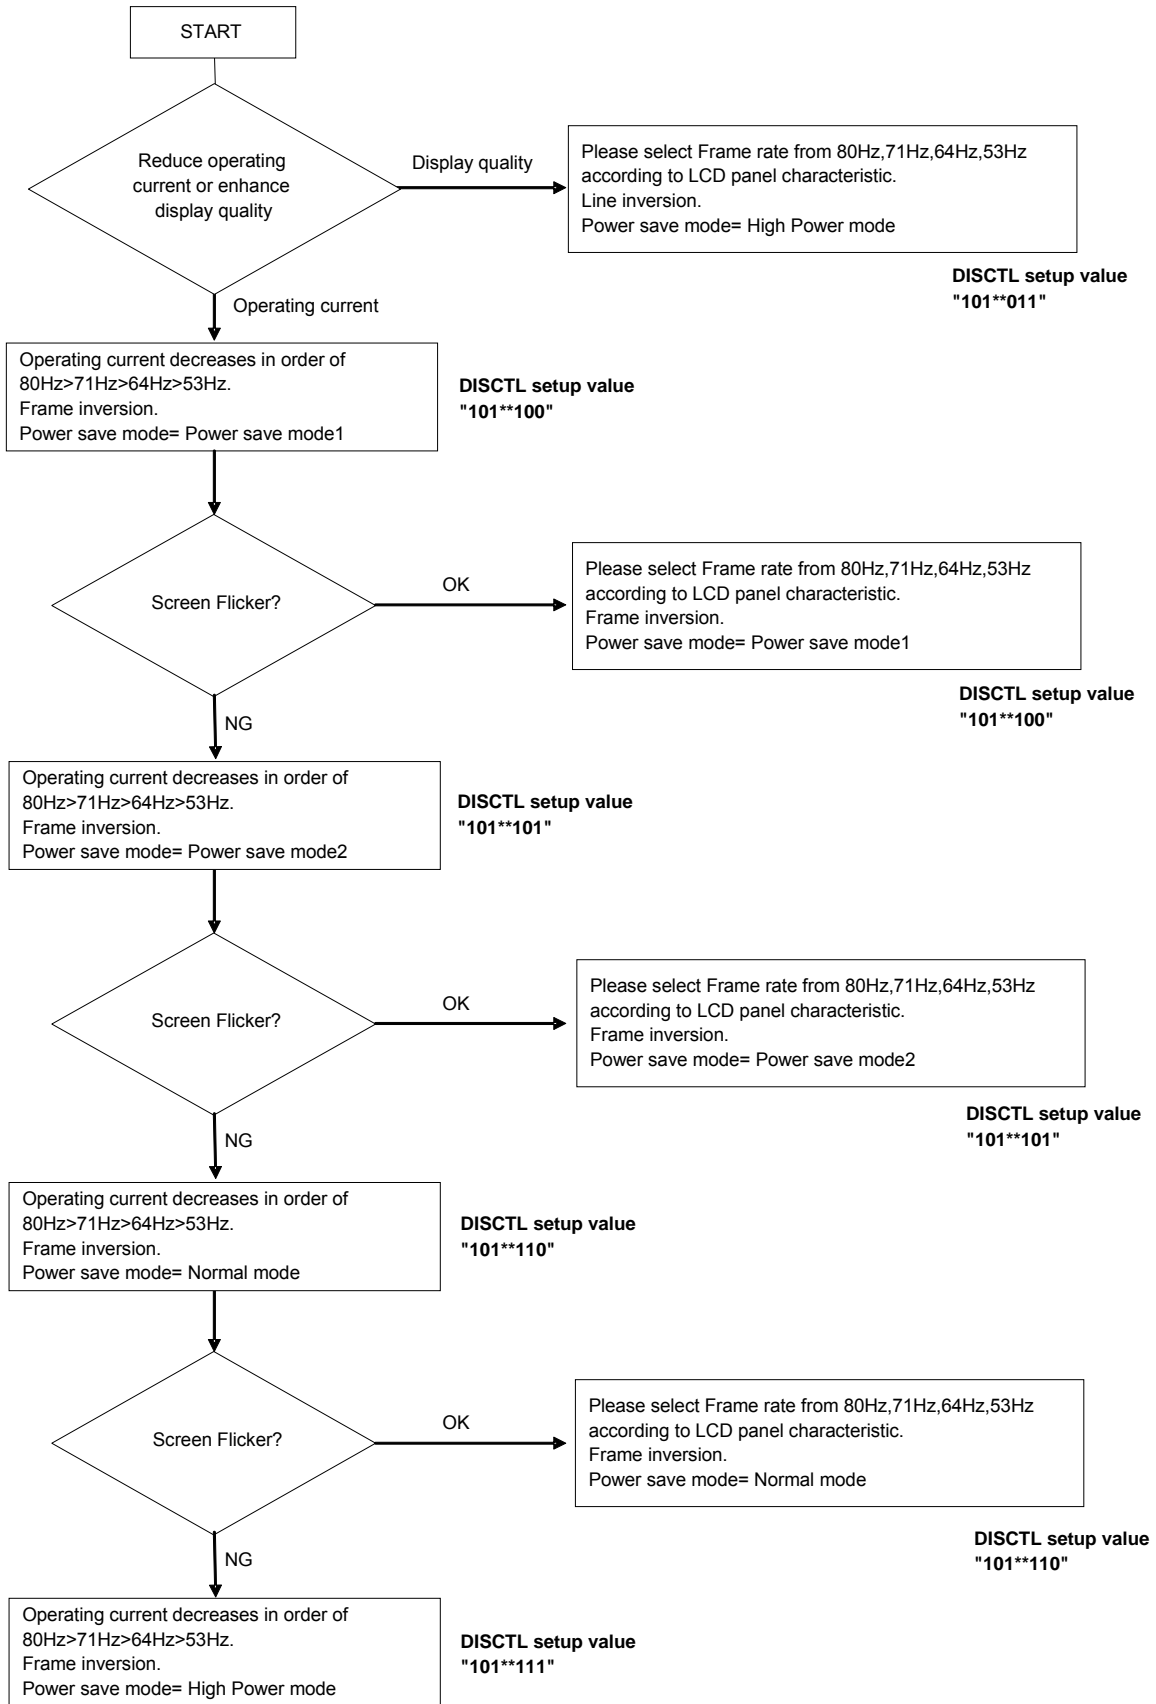 START
Reduce operating
current or enhance
display quality
Display quality
Please select Frame rate from 80Hz,71Hz,64Hz,53Hz
according to LCD panel characteristic.
Line inversion.
Power save mode= High Power mode
DISCTL setup value
"101**011"
Operating current
Operating current decreases in order of
80Hz>71Hz>64Hz>53Hz.
Frame inversion.
Power save mode= Power save mode1
DISCTL setup value
"101**100"
Screen Flicker?
OK
Please select Frame rate from 80Hz,71Hz,64Hz,53Hz
according to LCD panel characteristic.
Frame inversion.
Power save mode= Power save mode1
DISCTL setup value
"101**100"
NG
Operating current decreases in order of
80Hz>71Hz>64Hz>53Hz.
Frame inversion.
Power save mode= Power save mode2
DISCTL setup value
"101**101"
Screen Flicker?
OK
Please select Frame rate from 80Hz,71Hz,64Hz,53Hz
according to LCD panel characteristic.
Frame inversion.
Power save mode= Power save mode2
DISCTL setup value
"101**101"
NG
Operating current decreases in order of
80Hz>71Hz>64Hz>53Hz.
Frame inversion.
Power save mode= Normal mode
DISCTL setup value
"101**110"
Screen Flicker?
OK
Please select Frame rate from 80Hz,71Hz,64Hz,53Hz
according to LCD panel characteristic.
Frame inversion.
Power save mode= Normal mode
DISCTL setup value
"101**110"
NG
Operating current decreases in order of
80Hz>71Hz>64Hz>53Hz.
Frame inversion.
Power save mode= High Power mode
DISCTL setup value
"101**111"